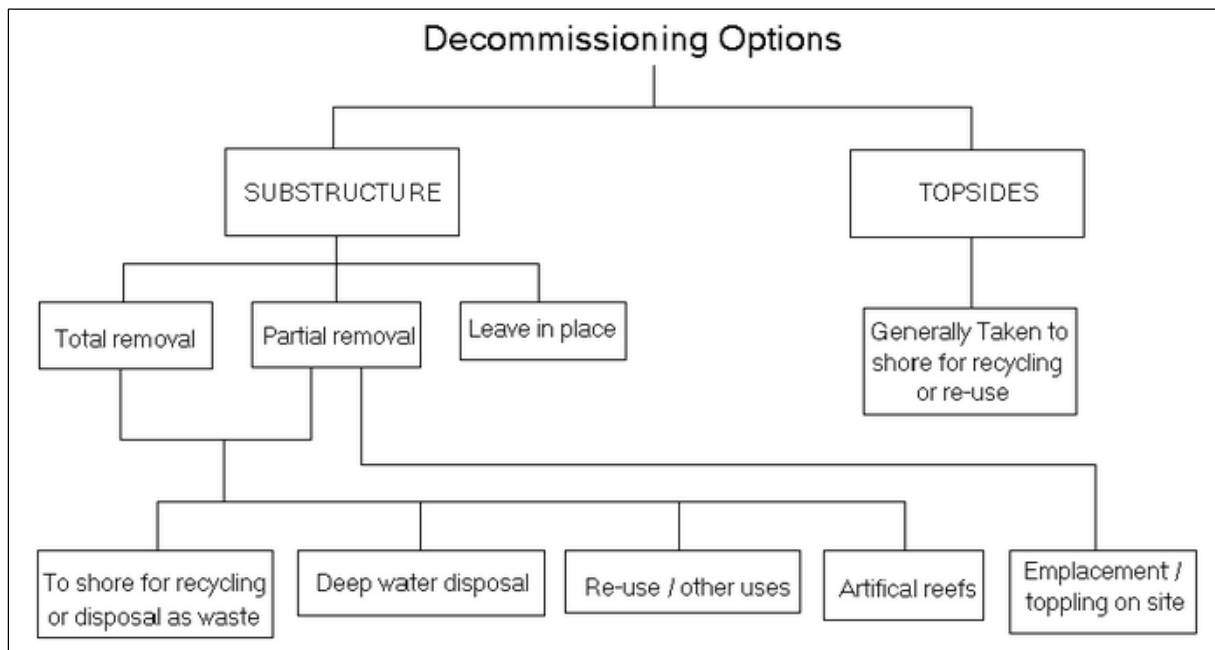 Decommissioning Options
SUBSTRUCTURE
TOPSIDES
Total removal
Partial removal
Leave in place
Generally Taken to
shore for recycling
or re-use
To shore for recycling
or disposal as waste
Deep water disposal
Re-use / other uses
Artifical reefs
Emplacement /
toppling on site